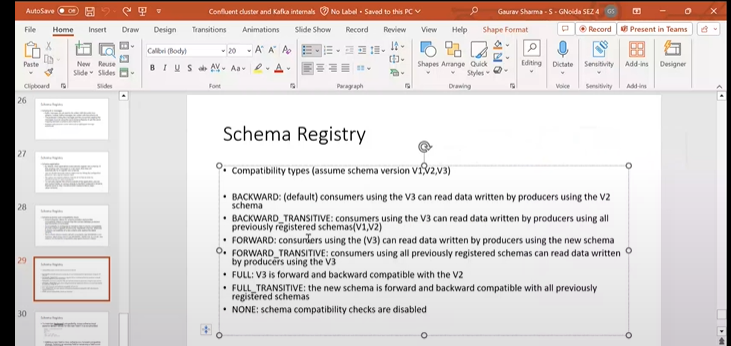 AutoSave Off
Confluent cluster and Kafka internals
No Label • Saved to this PC
Gaurav Sharma - S - GNoida SEZ 4
GS
File Home Insert Draw Design Transitions Animations Slide Show Record Review View Help Shape Format
Record Present in Teams
Calibri (Body) 20
Paste New Slide Reuse Slides Shapes Arrange Quick Styles Editing Dictate Sensitivity Add-ins Designer
Clipboard Slides Font Paragraph Drawing Voice Sensitivity Add-ins
26
27
28
29
30
Schema Registry
• Compatibility types (assume schema version V1,V2,V3)
• BACKWARD: (default) consumers using the V3 can read data written by producers using the V2
schema
• BACKWARD_TRANSITIVE: consumers using the V3 can read data written by producers using all
previously registered schemas(V1,V2)
• FORWARD: consumers using the (V3) can read data written by producers using the new schema
• FORWARD_TRANSITIVE: consumers using all previously registered schemas can read data written
by producers using the V3
• FULL: V3 is forward and backward compatible with the V2
• FULL_TRANSITIVE: the new schema is forward and backward compatible with all previously
registered schemas
• NONE: schema compatibility checks are disabled